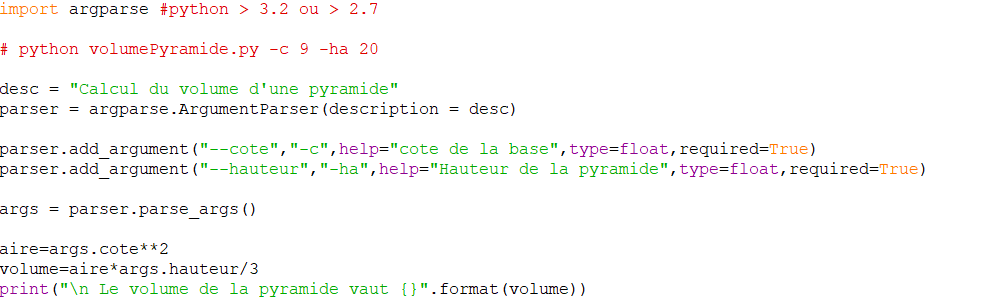 import argparse #python > 3.2 ou > 2.7
# python volumePyramide.py -c 9 -ha 20
desc = "Calcul du volume d'une pyramide"
parser = argparse.ArgumentParser(description = desc)
parser.add_argument("--cote","-c",help="cote de la base",type=float,required=True)
parser.add_argument("--hauteur","-ha",help="Hauteur de la pyramide",type=float,required=True)
args = parser.parse_args()
aire=args.cote**2
volume=aire*args.hauteur/3
print("\n Le volume de la pyramide vaut {}".format(volume))